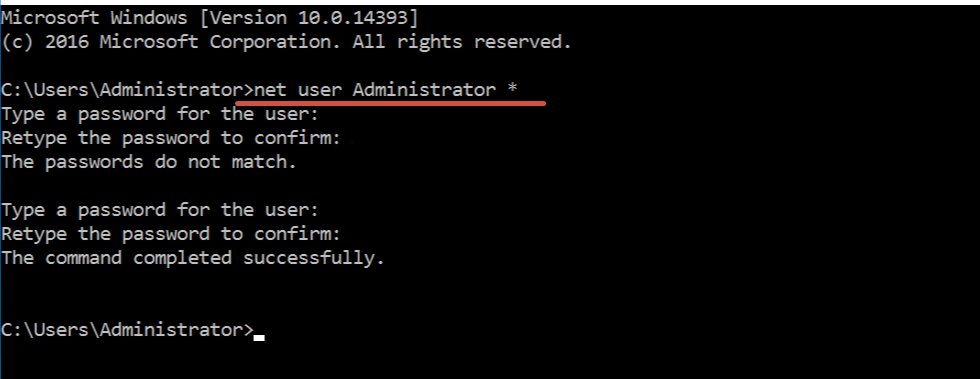 Microsoft Windows [Version 10.0.14393]
(c) 2016 Microsoft Corporation. All rights reserved.
C:\Users\Administrator>net user Administrator *
Type a password for the user:
Retype the password to confirm:
The passwords do not match.
Type a password for the user:
Retype the password to confirm:
The command completed successfully.
C:\Users\Administrator>